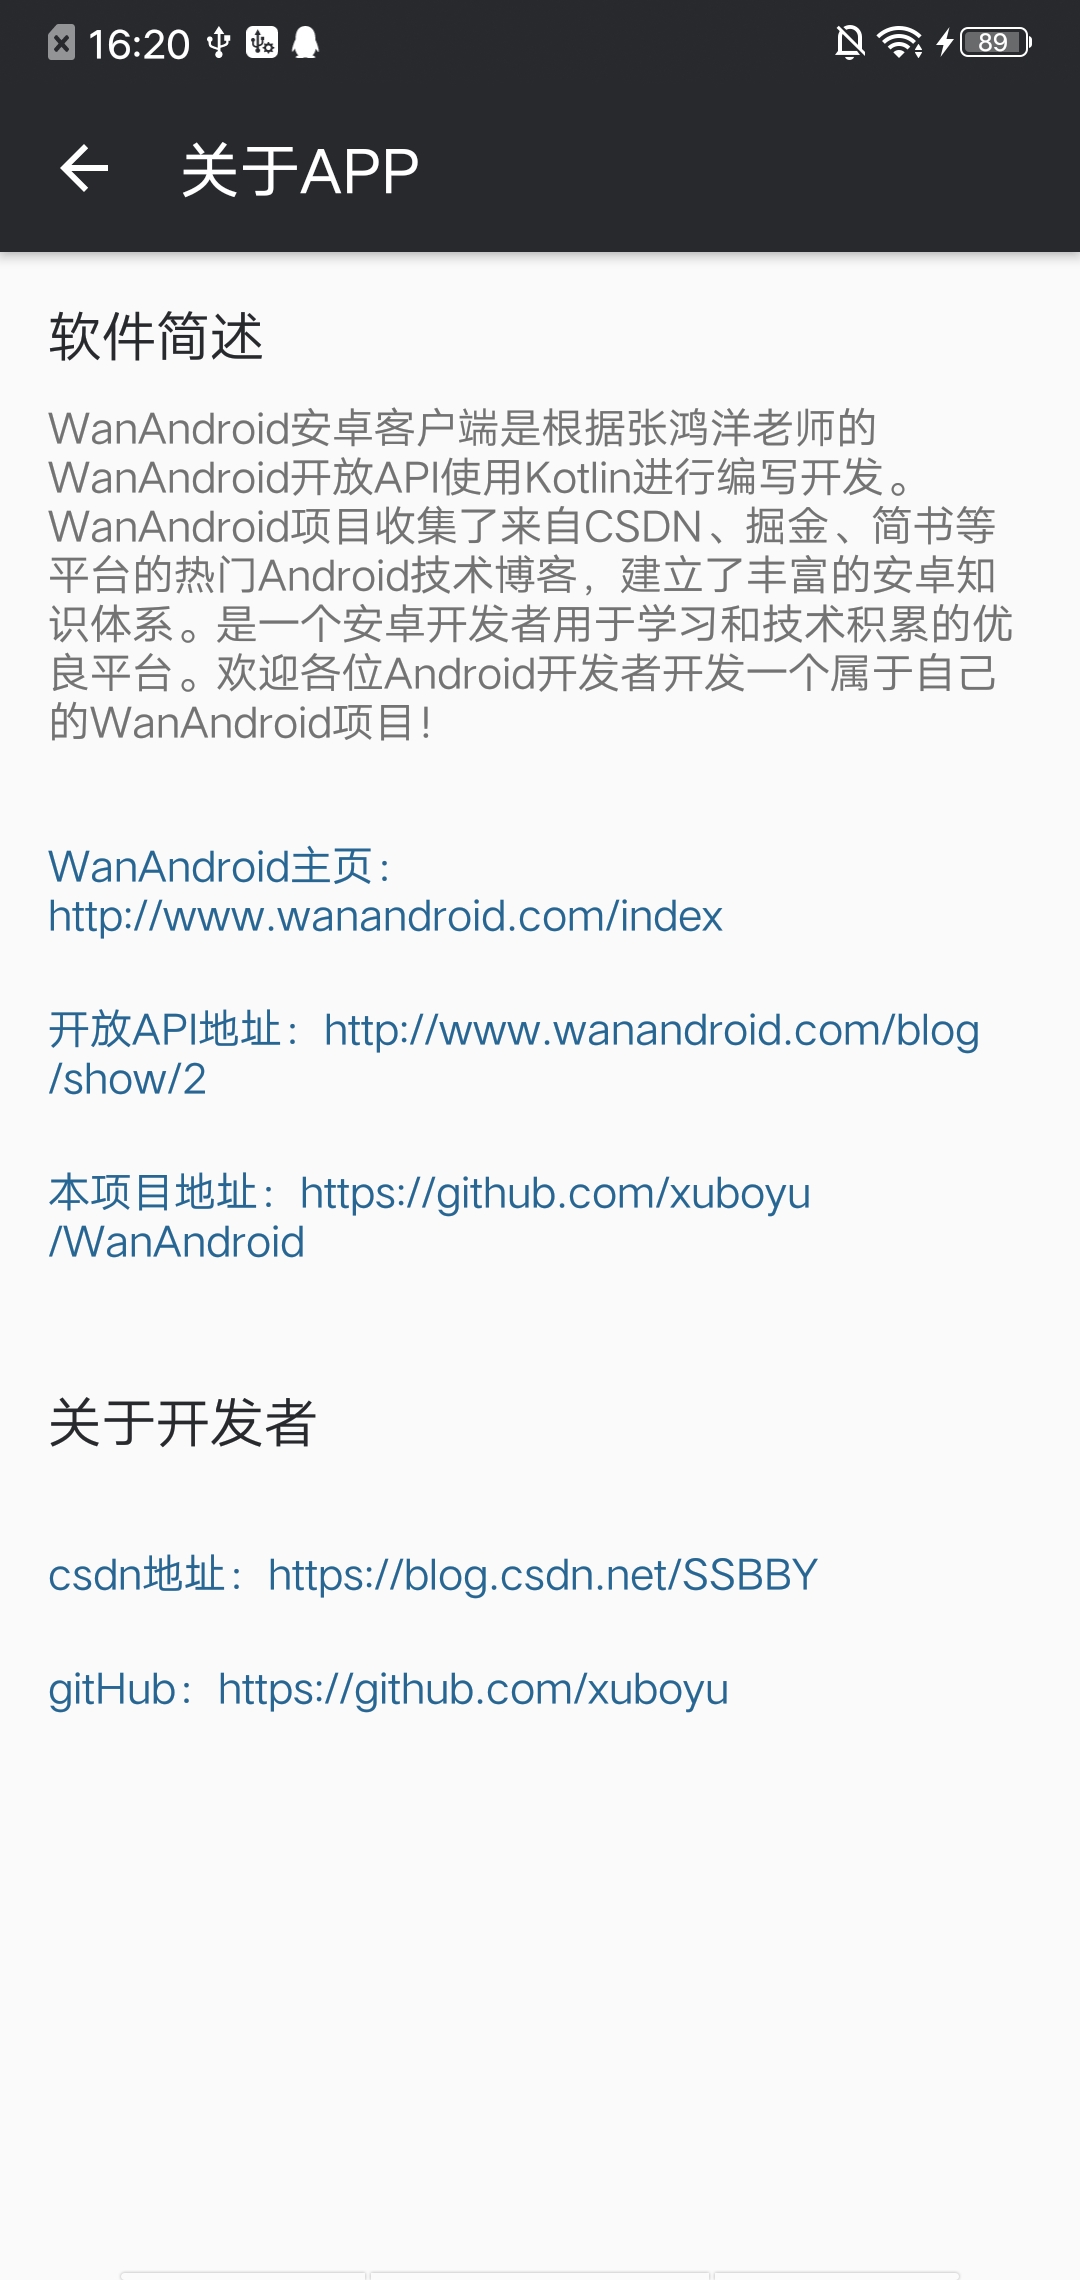 16:20
89
关于APP
软件简述
WanAndroid安卓客户端是根据张鸿洋老师的
WanAndroid开放API使用Kotlin进行编写开发。
WanAndroid项目收集了来自CSDN、掘金、简书等
平台的热门Android技术博客，建立了丰富的安卓知
识体系。是一个安卓开发者用于学习和技术积累的优
良平台。欢迎各位Android开发者开发一个属于自己
的WanAndroid项目！
WanAndroid主页：
http://www.wanandroid.com/index
开放API地址：http://www.wanandroid.com/blog
/show/2
本项目地址：https://github.com/xuboyu
/WanAndroid
关于开发者
csdn地址：https://blog.csdn.net/SSBBY
gitHub：https://github.com/xuboyu